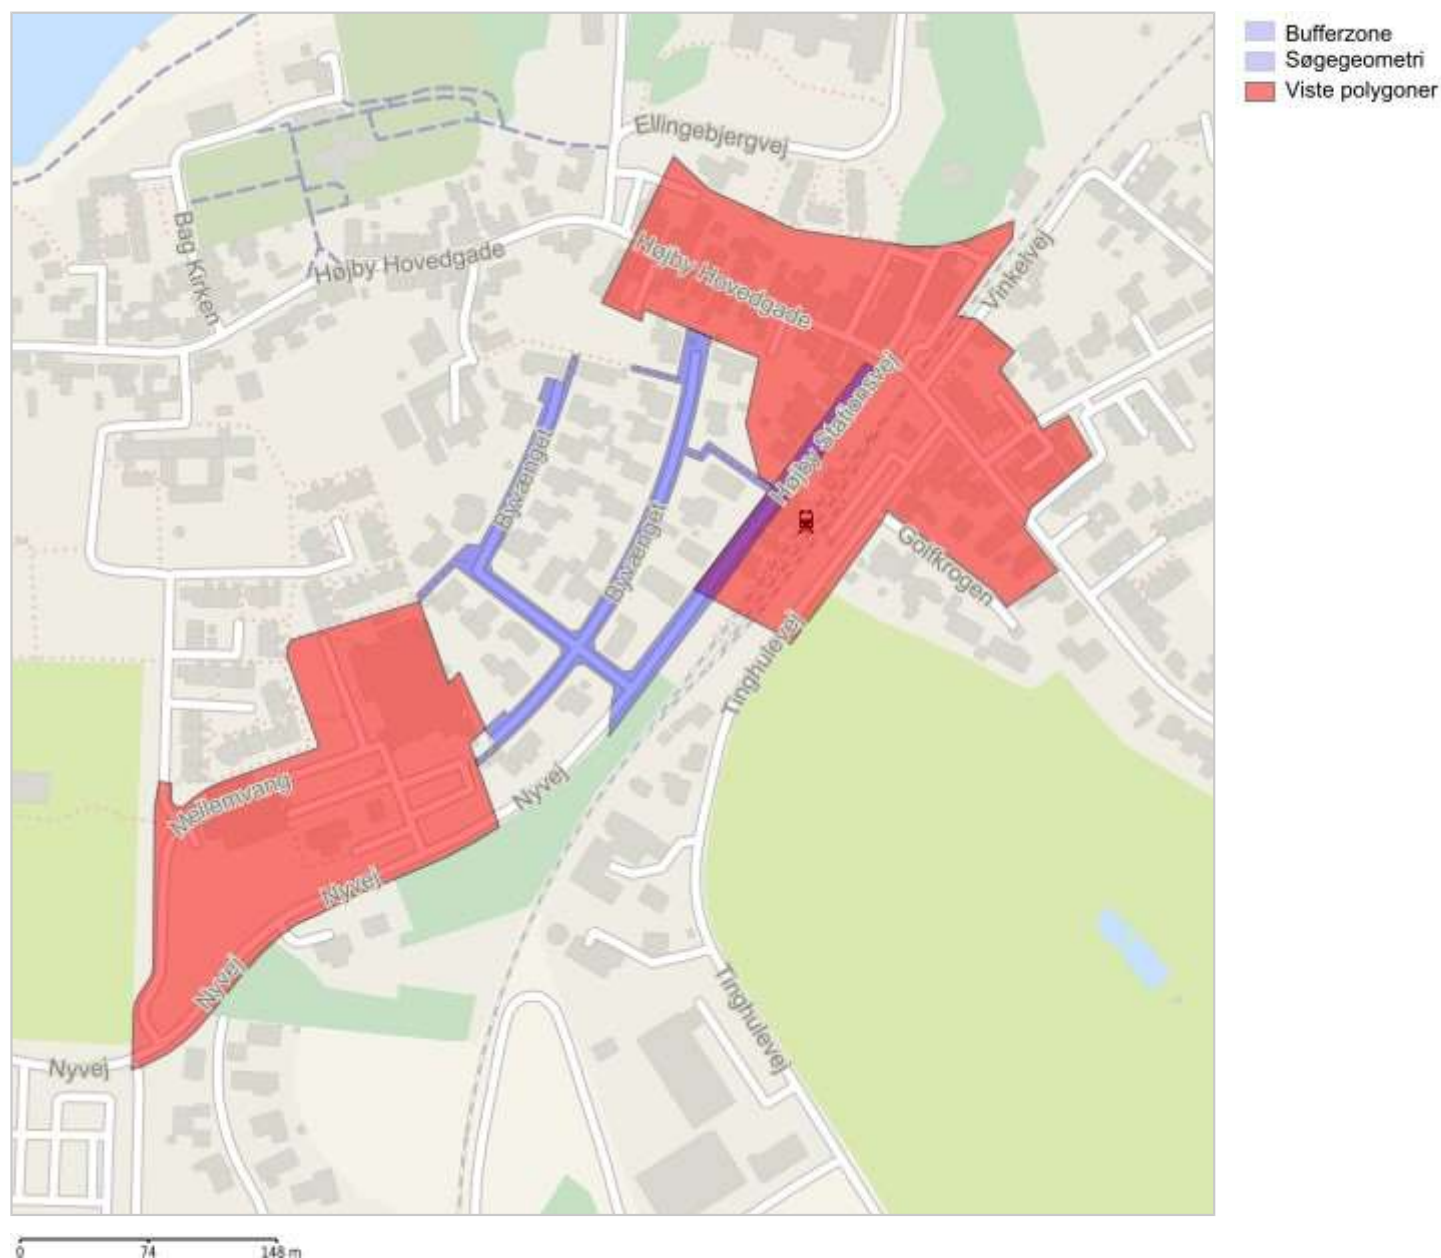 Bufferzone
Søgegeometri
Viste polygoner
Ellingebjergvej
Bag Kirken
Højby Hovedgade
Højby Hovedgade
Vinkelvej
Højby Stationsvej
Byvænget
Byvænget
Golfkrogen
Tinghulevej
Nyvej
Mellemvang
Nyvej
Nyvej
Tinghulevej
Nyvej
0 74 148 m